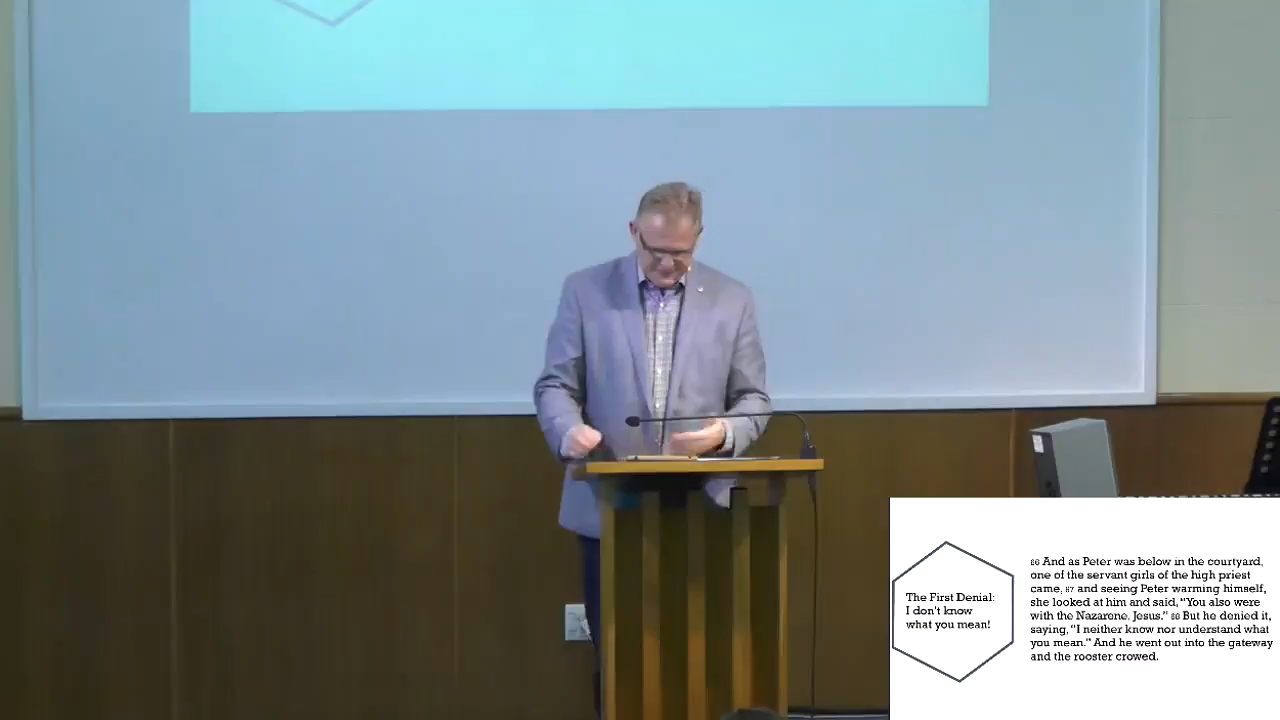 The First Denial:
I don't know
what you mean!
66 And as Peter was below in the courtyard,
one of the servant girls of the high priest
came, 67 and seeing Peter warming himself,
she looked at him and said, "You also were
with the Nazarene, Jesus." 68 But he denied it,
saying, "I neither know nor understand what
you mean." And he went out into the gateway
and the rooster crowed.